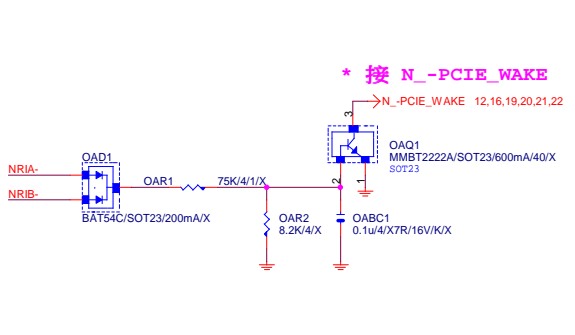 * 接 N_-PCIE_WAKE
N_-PCIE_WAKE 12,16,19,20,21,22
3
OAQ1
MMBT2222A/SOT23/600mA/40/X
SOT23
OAD1
NRIA-
OAR1
75K/4/1/X
2
1
NRIB-
BAT54C/SOT23/200mA/X
OAR2
8.2K/4/X
OABC1
0.1u/4/X7R/16V/K/X